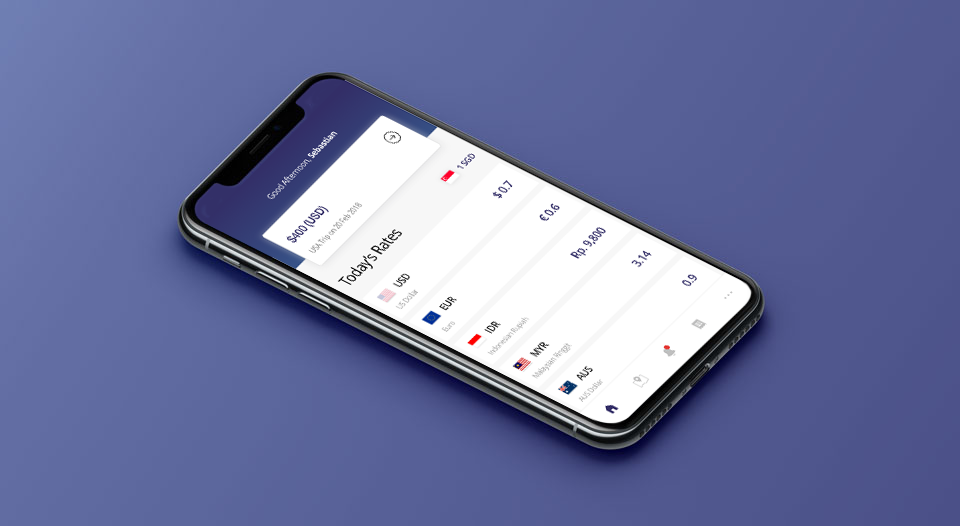 Good Afternoon, Sebastian
$400 (USD)
USA Trip on 20 Feb 2018
Today's Rates
1 SGD
USD
US Dollar
$ 0.7
EUR
Euro
€ 0.6
IDR
Indonesian Rupiah
Rp. 9,800
MYR
Malaysian Ringgit
3.14
AUS
AUS Dollar
0.9